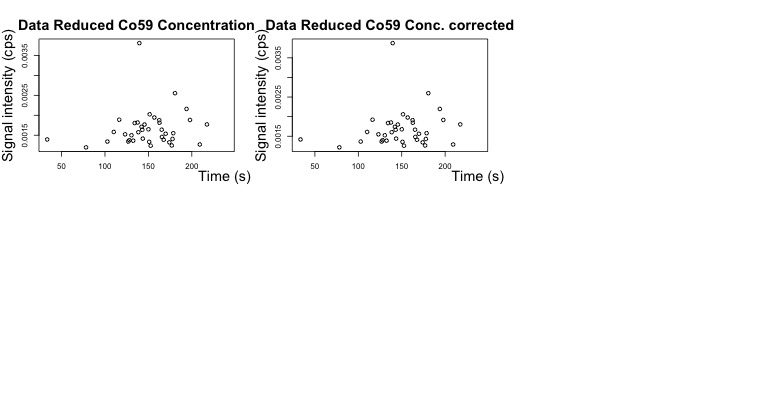 Data Reduced Co59 Concentration
Signal intensity (cps)
0.0015 0.0025 0.0035
50 100 150 200
Time (s)
Data Reduced Co59 Conc. corrected
Signal intensity (cps)
0.0015 0.0025 0.0035
50 100 150 200
Time (s)